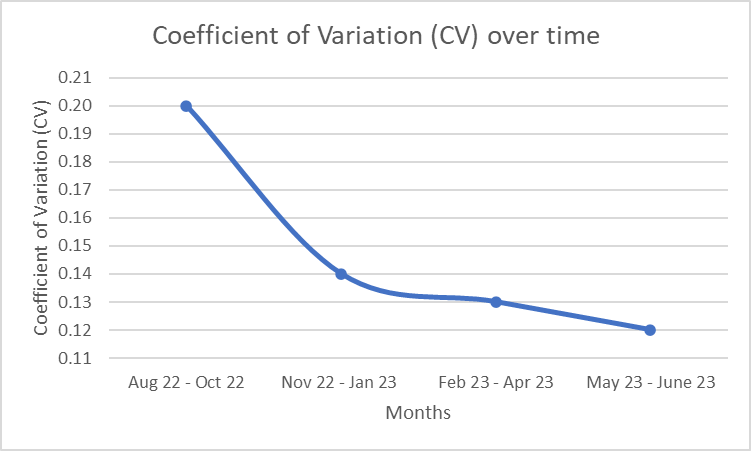 Coefficient of Variation (CV) over time
Coefficient of Variation (CV)
0.21
0.20
0.19
0.18
0.17
0.16
0.15
0.14
0.13
0.12
0.11
Aug 22 - Oct 22
Nov 22 - Jan 23
Feb 23 - Apr 23
May 23 - June 23
Months